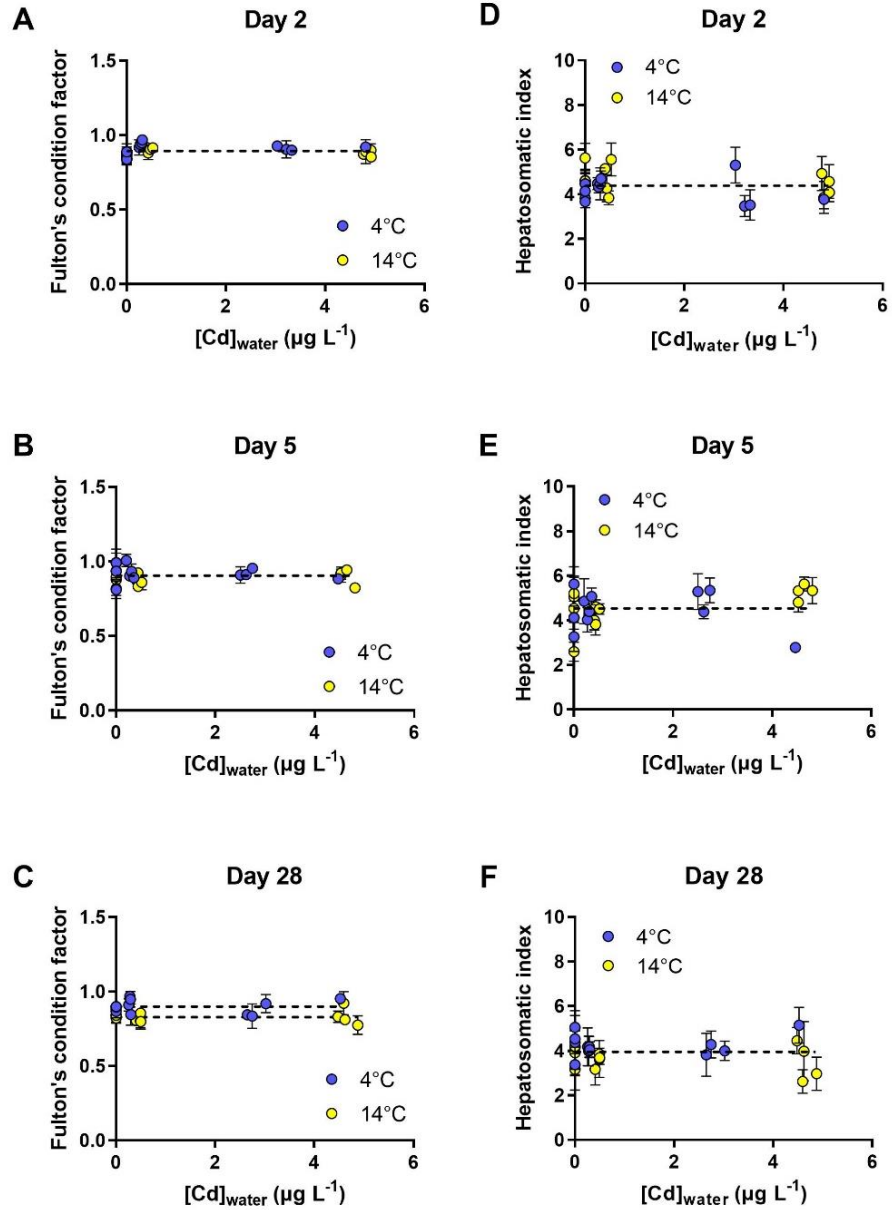 A
Day 2
Fulton's condition factor
1.5
1.0
0.5
0.0
0
2
4
6
4°C
14°C
[Cd]water (µg L-1)
D
Day 2
Hepatosomatic index
10
8
6
4
2
0
0
2
4
6
4°C
14°C
[Cd]water (µg L-1)
B
Day 5
Fulton's condition factor
1.5
1.0
0.5
0.0
0
2
4
6
4°C
14°C
[Cd]water (µg L-1)
E
Day 5
Hepatosomatic index
10
8
6
4
2
0
0
2
4
6
4°C
14°C
[Cd]water (µg L-1)
C
Day 28
Fulton's condition factor
1.5
1.0
0.5
0.0
0
2
4
6
4°C
14°C
[Cd]water (µg L-1)
F
Day 28
Hepatosomatic index
10
8
6
4
2
0
0
2
4
6
4°C
14°C
[Cd]water (µg L-1)